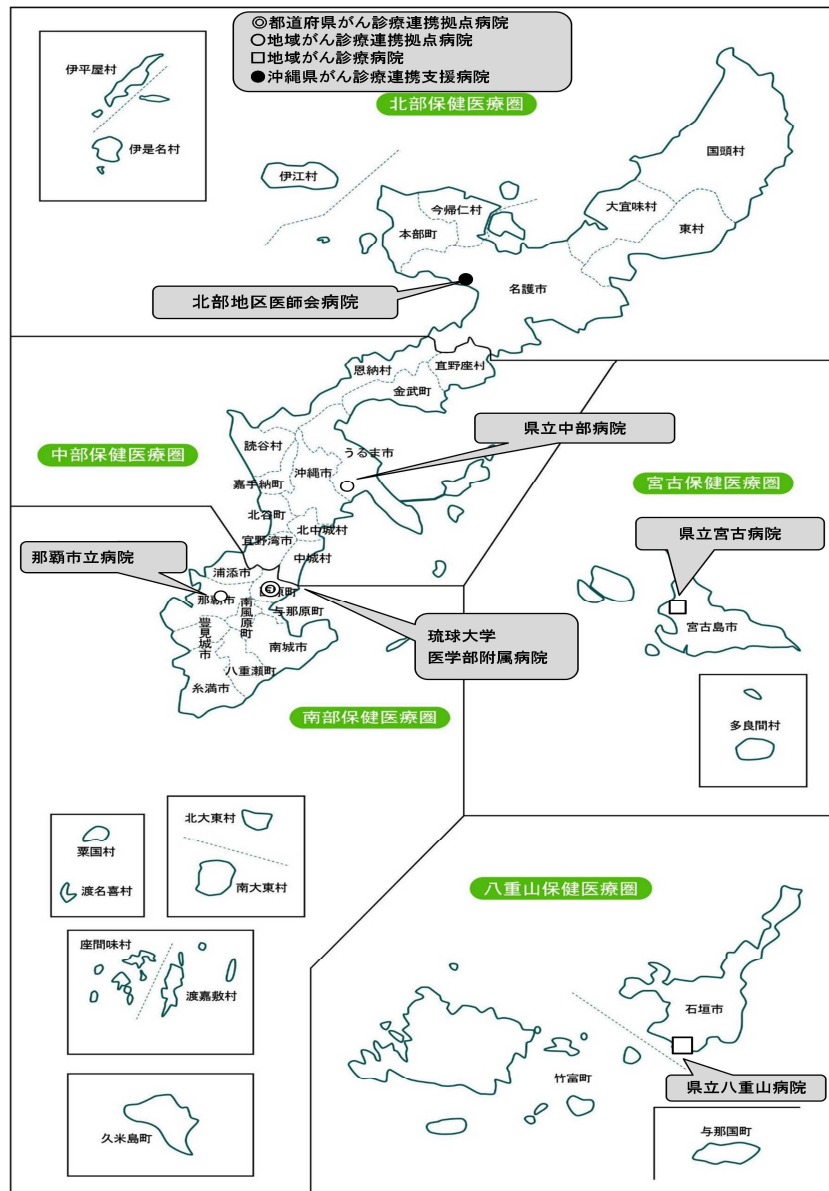 ◎都道府県がん診療連携拠点病院
○地域がん診療連携拠点病院
□地域がん診療病院
●沖縄県がん診療連携支援病院
北部保健医療圏
伊平屋村
伊是名村
伊江村
国頭村
大宜味村
東村
今帰仁村
本部町
名護市
北部地区医師会病院
恩納村
宜野座村
金武町
中部保健医療圏
読谷村
うるま市
県立中部病院
沖縄市
嘉手納町
北谷町
北中城村
宜野湾市
中城村
宮古保健医療圏
県立宮古病院
宮古島市
多良間村
那覇市立病院
浦添市
那覇市
原町
南風原町
与那原町
豊見城市
南城市
八重瀬町
糸満市
琉球大学
医学部附属病院
南部保健医療圏
粟国村
渡名喜村
北大東村
南大東村
座間味村
渡嘉敷村
久米島町
八重山保健医療圏
石垣市
竹富町
県立八重山病院
与那国町